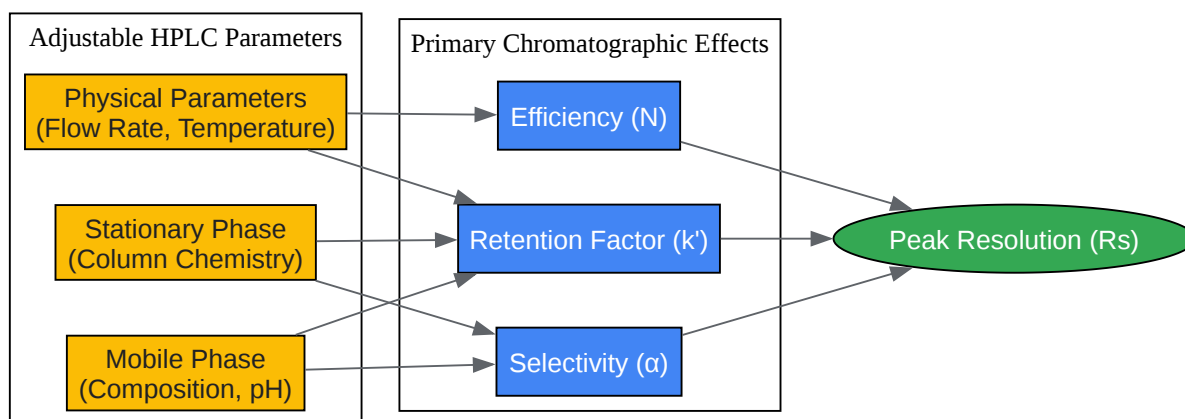 Adjustable HPLC Parameters
Physical Parameters
(Flow Rate, Temperature)
Stationary Phase
(Column Chemistry)
Mobile Phase
(Composition, pH)
Primary Chromatographic Effects
Efficiency (N)
Retention Factor (k')
Selectivity (α)
Peak Resolution (Rs)